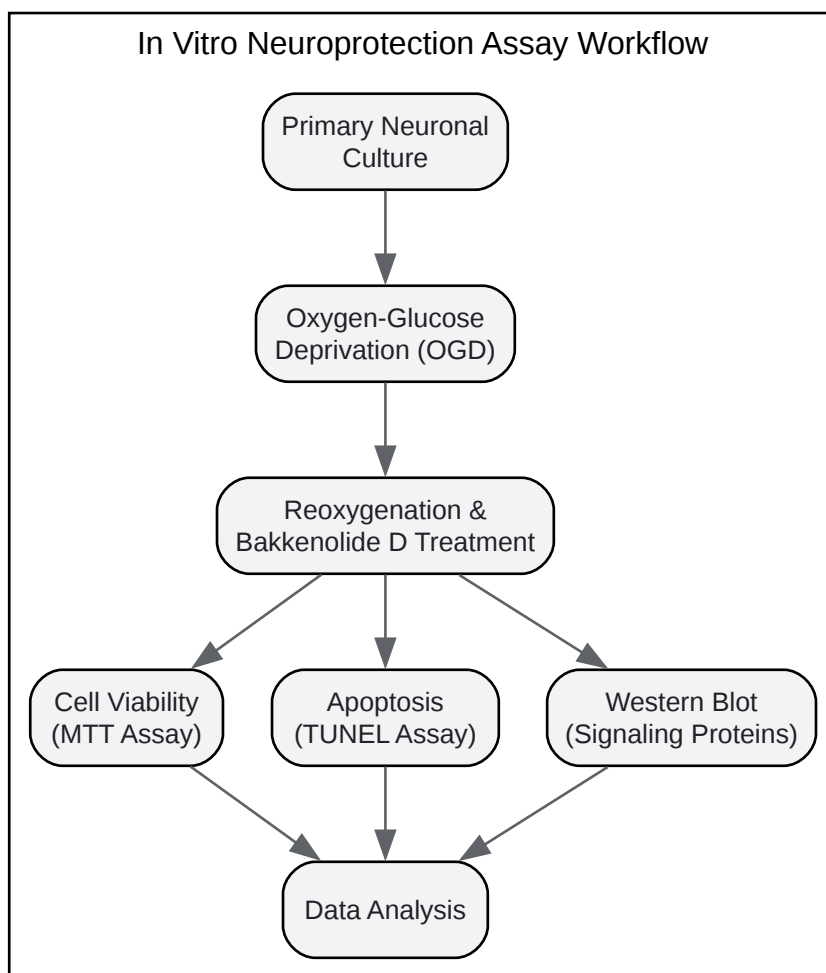 In Vitro Neuroprotection Assay Workflow
Primary Neuronal
Culture
Oxygen-Glucose
Deprivation (OGD)
Reoxygenation &
Bakkenolide D Treatment
Cell Viability
(MTT Assay)
Apoptosis
(TUNEL Assay)
Western Blot
(Signaling Proteins)
Data Analysis